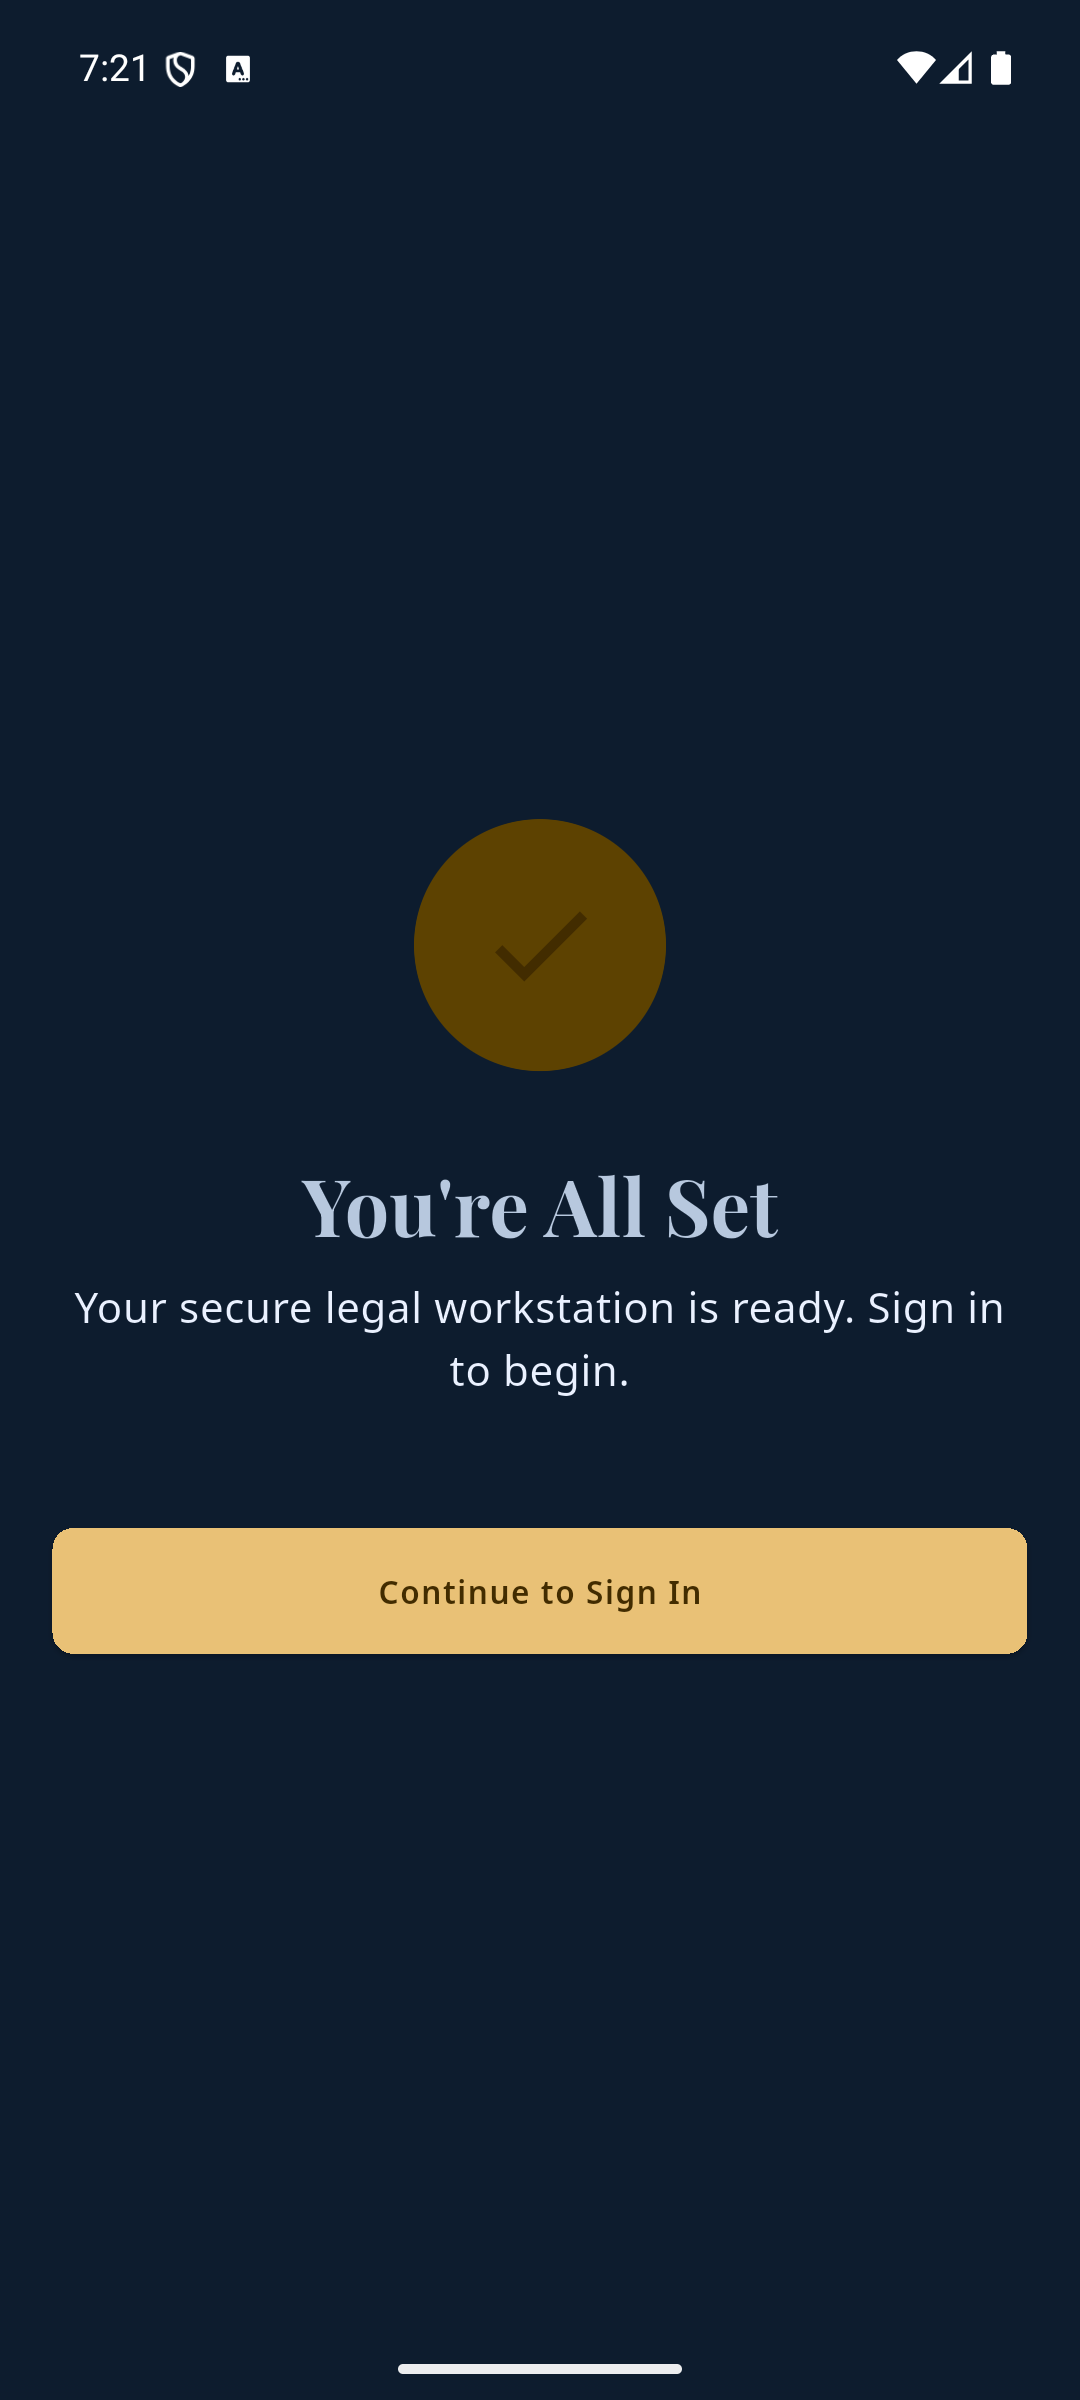 7:21
You're All Set
Your secure legal workstation is ready. Sign in
to begin.
Continue to Sign In